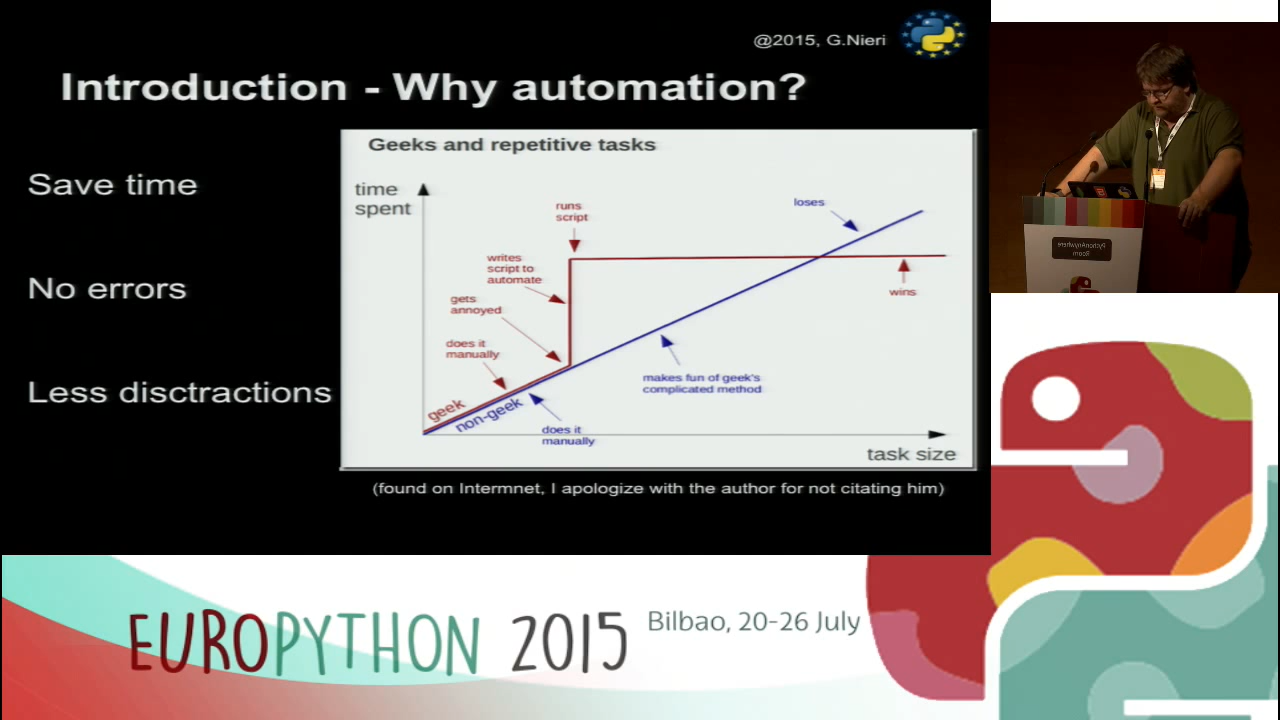 @2015, G.Nieri
Introduction - Why automation?
Save time
No errors
Less disctractions
Geeks and repetitive tasks
time
spent
runs
script
loses
writes
script to
automate
gets
annoyed
wins
does it
manually
makes fun of geek's
complicated method
geek
non-geek
does it
manually
task size
(found on Intermnet, I apologize with the author for not citating him)
PythonAnywhere
Room
EUROPYTHON 2015
Bilbao, 20-26 July